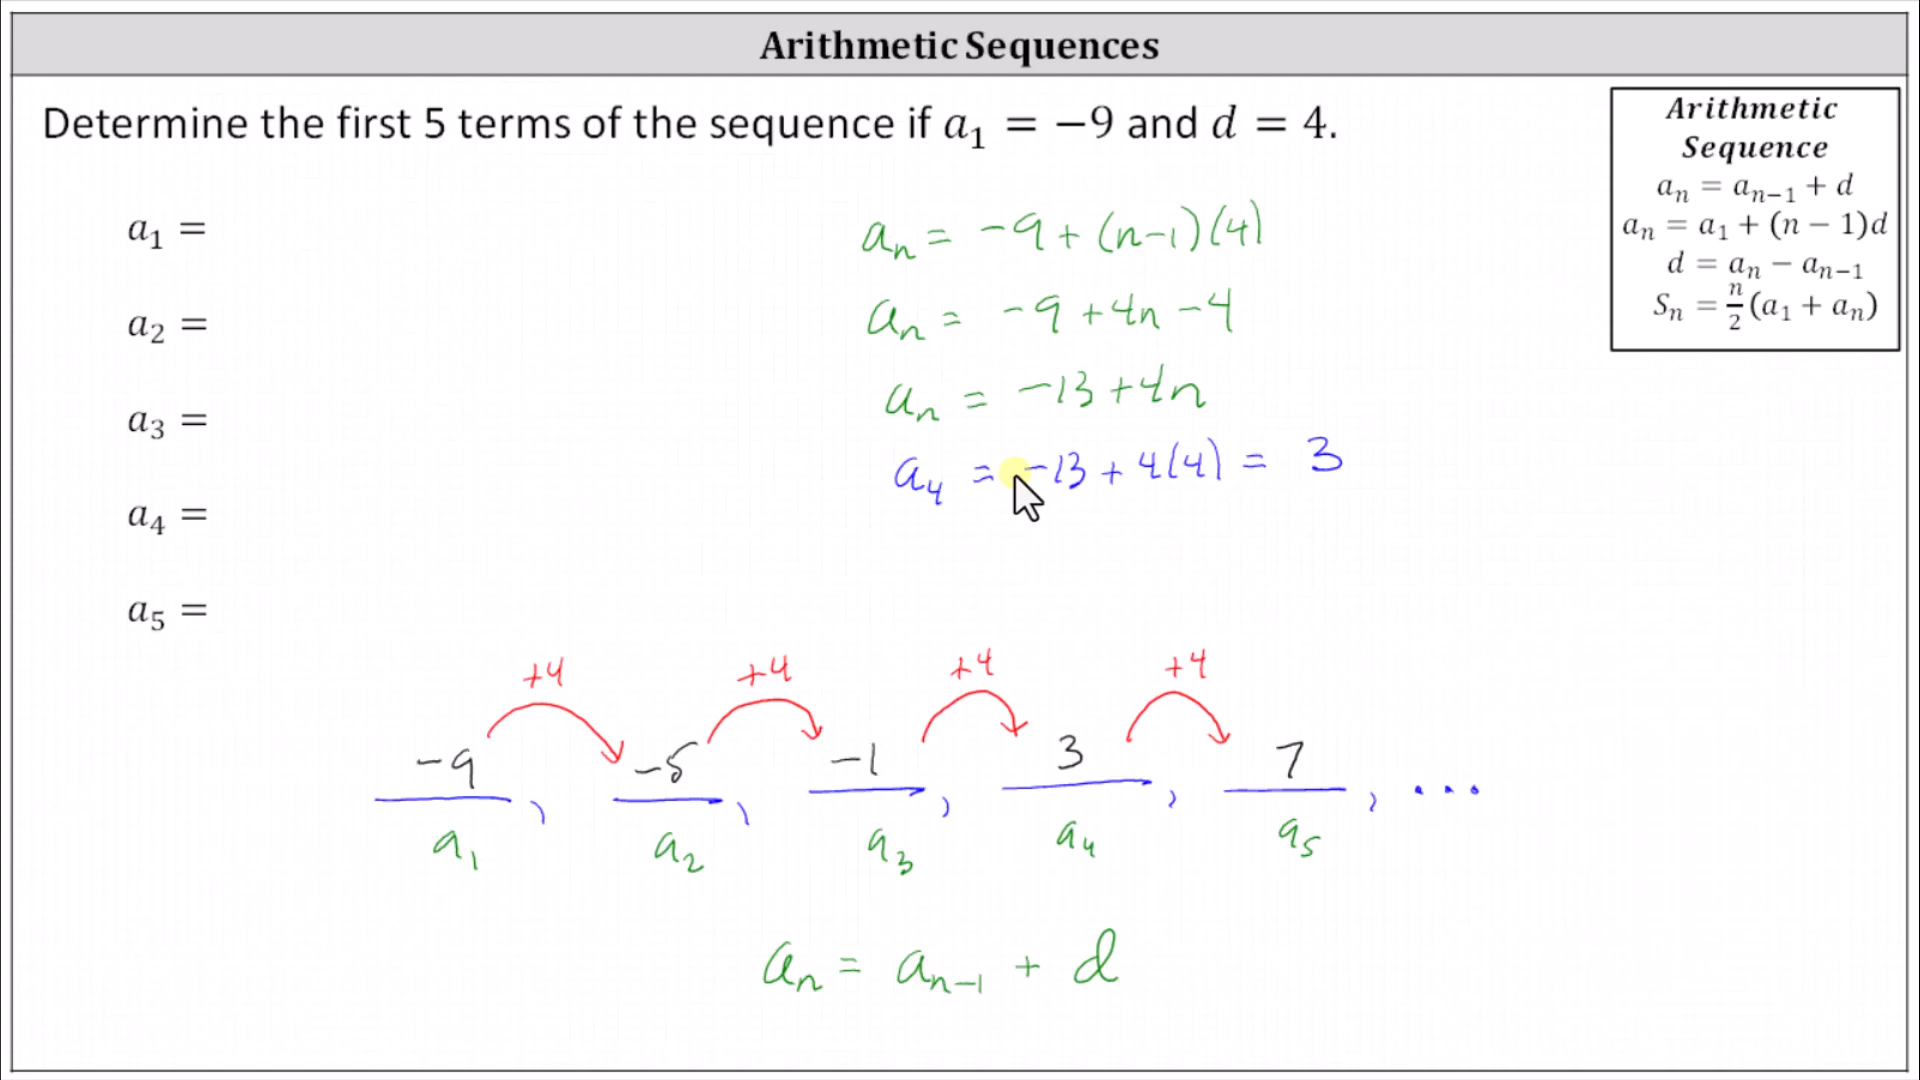 Arithmetic Sequences
Determine the first 5 terms of the sequence if a₁ = −9 and d = 4.
Arithmetic
Sequence
aₙ = aₙ₋₁ + d
aₙ = a₁ + (n − 1)d
d = aₙ − aₙ₋₁
Sₙ = n/2 (a₁ + aₙ)
a₁ =
a₂ =
a₃ =
a₄ =
a₅ =
aₙ = −9 + (n−1)(4)
aₙ = −9 + 4n − 4
aₙ = −13 + 4n
a₄ = −13 + 4(4) = 3
+4 +4 +4 +4
−9, −5, −1, 3, 7, ...
a₁ a₂ a₃ a₄ a₅
aₙ = aₙ₋₁ + d